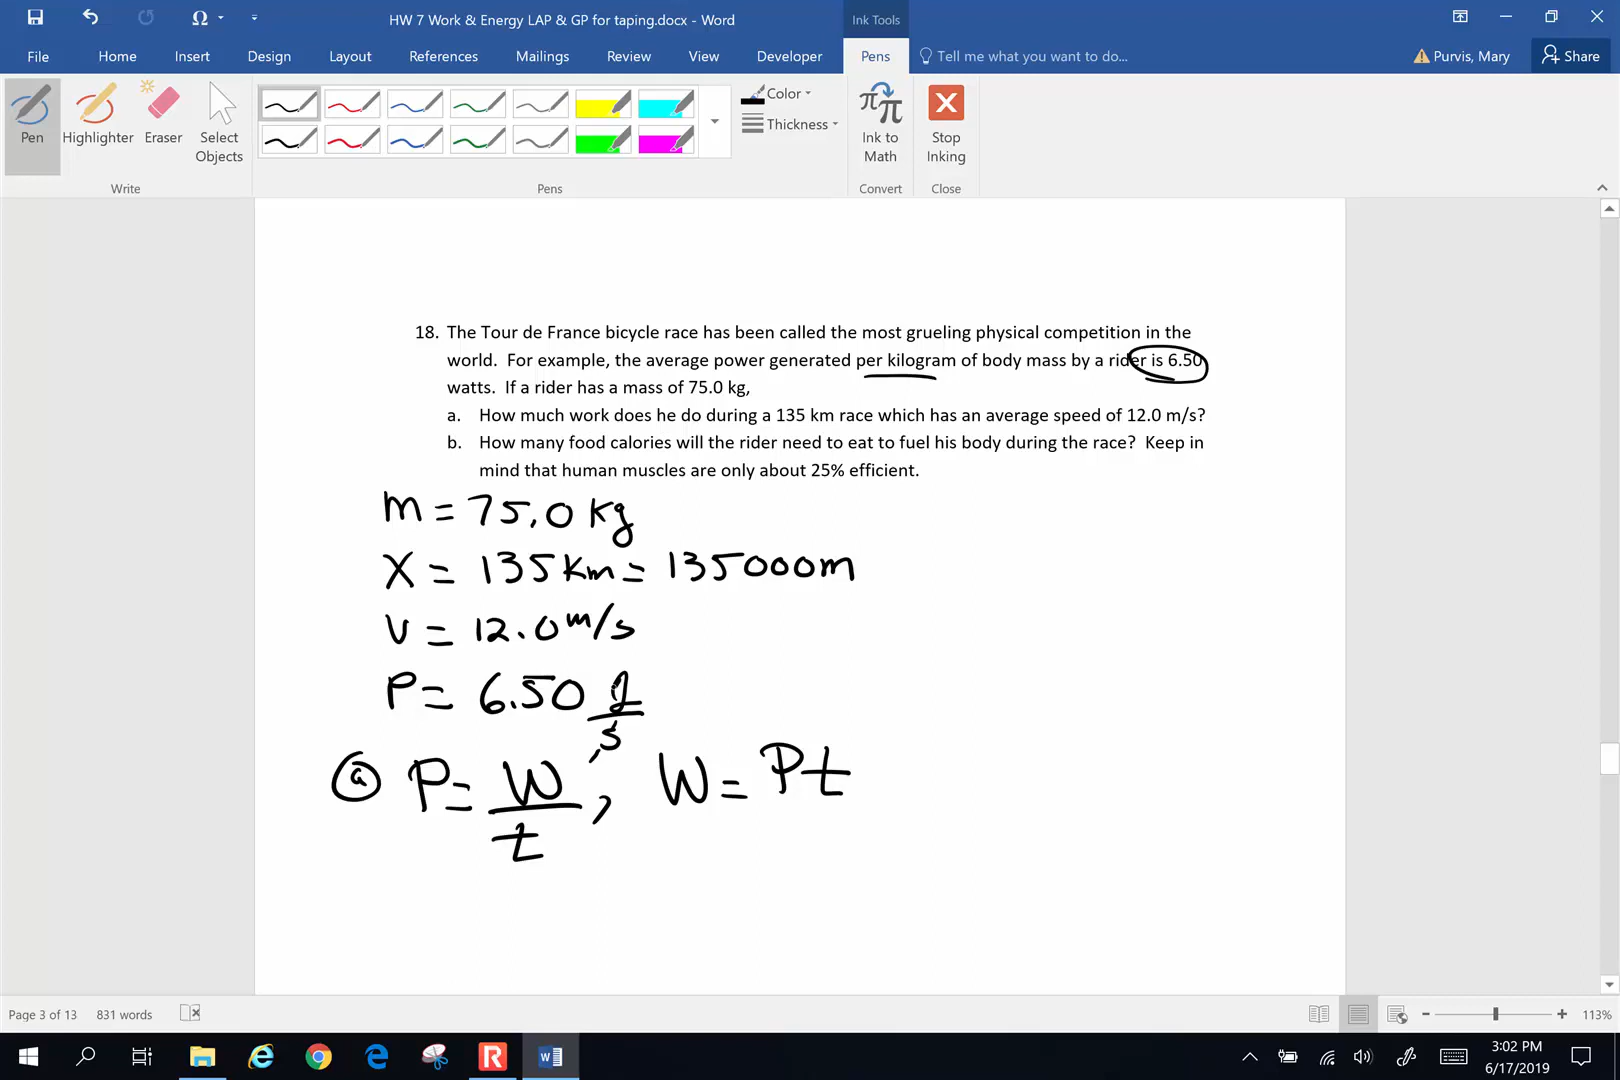 HW 7 Work & Energy LAP & GP for taping.docx - Word
Ink Tools
File
Home
Insert
Design
Layout
References
Mailings
Review
View
Developer
Pens
Tell me what you want to do...
Purvis, Mary
Share
Pen
Highlighter
Eraser
Select Objects
Color
Thickness
Ink to Math
Stop Inking
Write
Pens
Convert
Close
18. The Tour de France bicycle race has been called the most grueling physical competition in the
world. For example, the average power generated per kilogram of body mass by a rider is 6.50
watts. If a rider has a mass of 75.0 kg,
a. How much work does he do during a 135 km race which has an average speed of 12.0 m/s?
b. How many food calories will the rider need to eat to fuel his body during the race? Keep in
mind that human muscles are only about 25% efficient.
m = 75.0 kg
X = 135 km = 135000m
v = 12.0 m/s
P = 6.50 J/s
(a) P = W/t, W = Pt
Page 3 of 13
831 words
113%
3:02 PM
6/17/2019